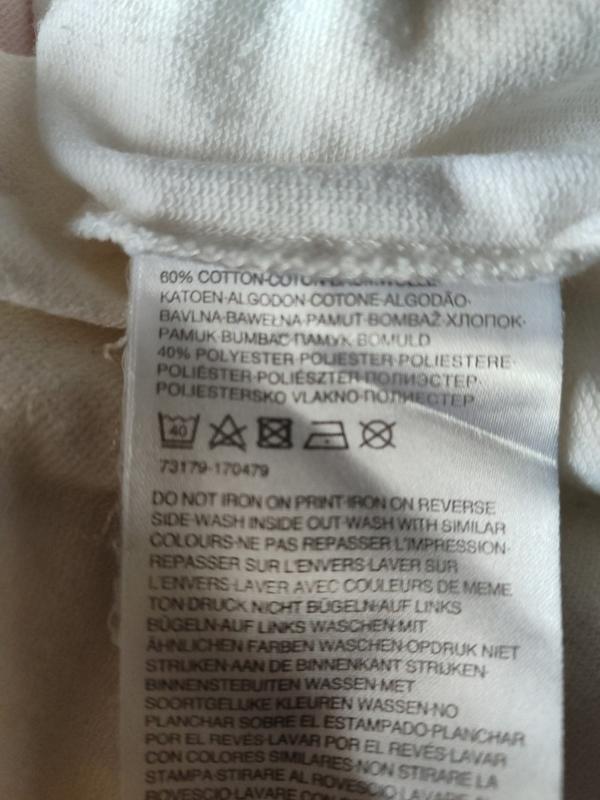 60% COTTON·COTON·BAUMWOLLE·
KATOEN·ALGODON·COTONE·ALGODÃO·
BAVLNA·BAWEŁNA·PAMUT·BOMBAŽ·ХЛОПОК·
PAMUK·BUMBAC·ПАМУК·BOMULD
40% POLYESTER·POLIESTER·POLIESTERE·
POLIÉSTER·POLIÉSZTER·ПОЛИЭСТЕР·
POLIESTERSKO VLAKNO·ПОЛИЕСТЕР
40
73179-170479
DO NOT IRON ON PRINT·IRON ON REVERSE
SIDE·WASH INSIDE OUT·WASH WITH SIMILAR
COLOURS·NE PAS REPASSER L'IMPRESSION·
REPASSER SUR L'ENVERS·LAVER SUR
L'ENVERS·LAVER AVEC COULEURS DE MEME
TON·DRUCK NICHT BÜGELN·AUF LINKS
BÜGELN·AUF LINKS WASCHEN·MIT
ÄHNLICHEN FARBEN WASCHEN·OPDRUK NIET
STRIJKEN·AAN DE BINNENKANT STRIJKEN·
BINNENSTEBUITEN WASSEN·MET
SOORTGELIJKE KLEUREN WASSEN·NO
PLANCHAR SOBRE EL ESTAMPADO·PLANCHAR
POR EL REVÉS·LAVAR POR EL REVÉS·LAVAR
CON COLORES SIMILARES·NON STIRARE LA
STAMPA·STIRARE AL ROVESCIO·LAVARE
ROVESCIO·LAVARE CON